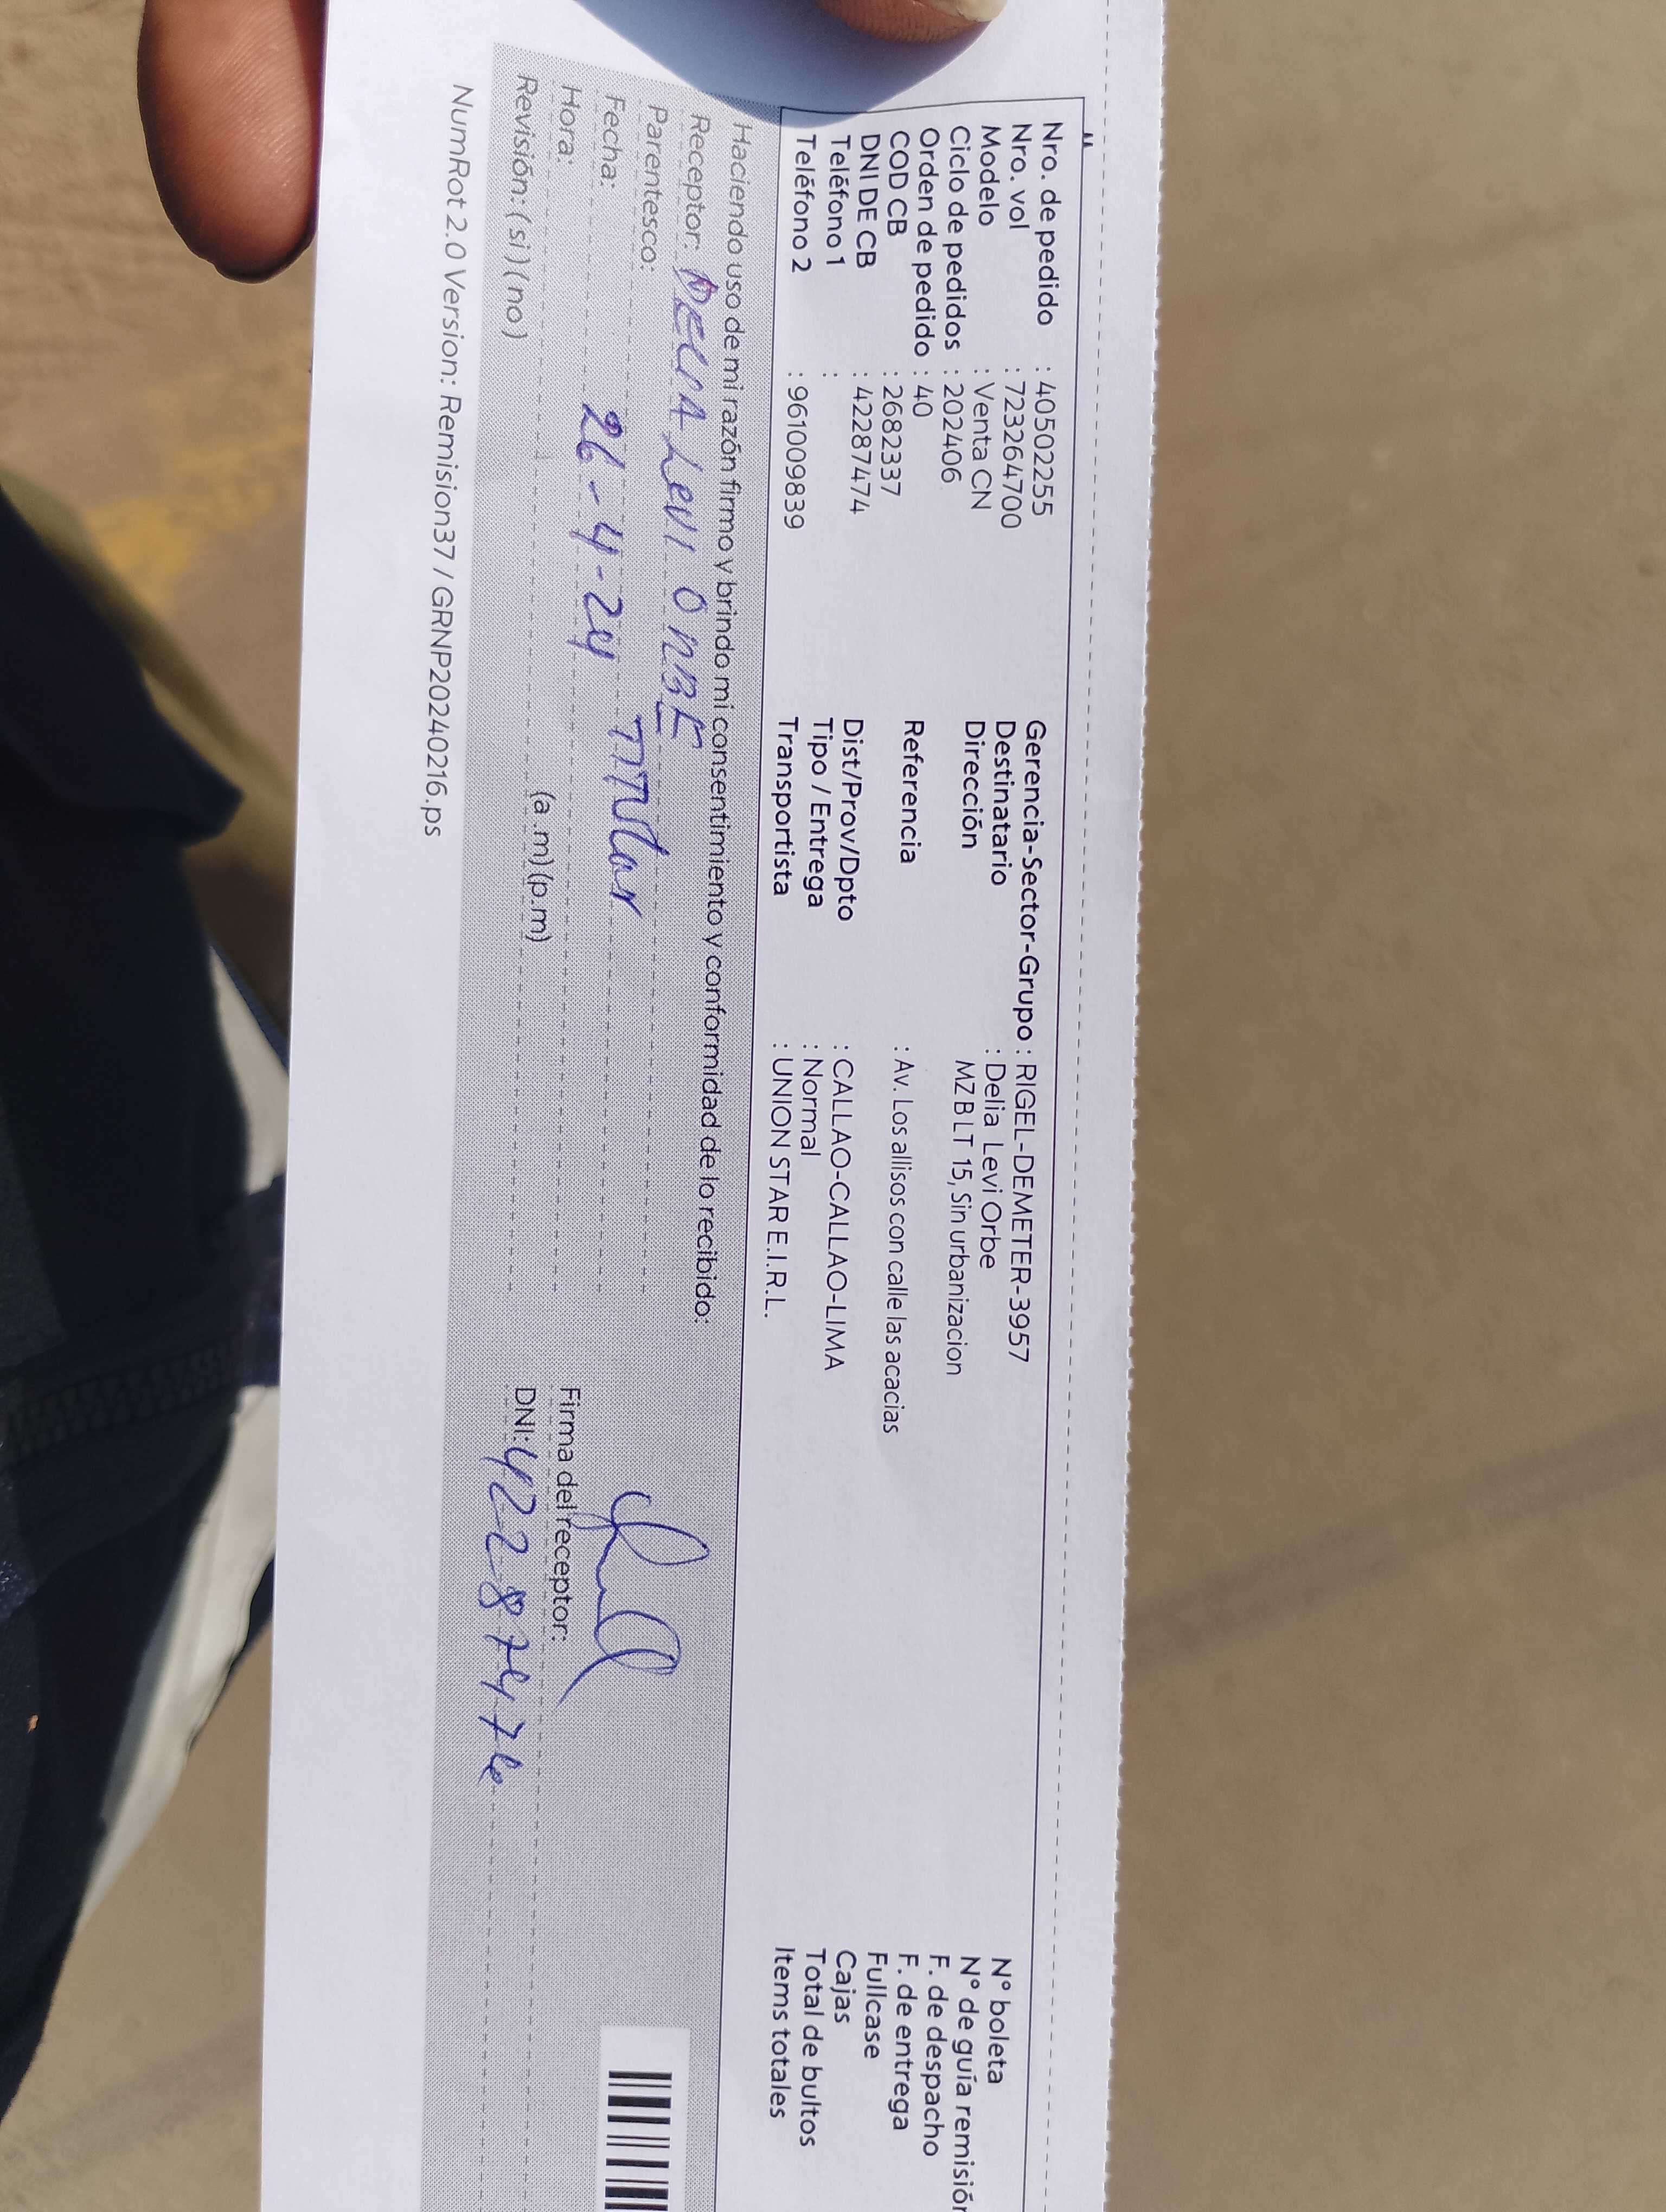 Nro. de pedido : 40502255
Nro. vol : 723264700
Modelo : Venta CN
Ciclo de pedidos : 202406
Orden de pedido : 40
COD CB : 2682337
DNI DE CB : 42287474
Teléfono 1 :
Teléfono 2 : 961009839
Gerencia-Sector-Grupo : RIGEL-DEMETER-3957
Destinatario : Delia Levi Orbe
Dirección MZ B LT 15, Sin urbanizacion
Referencia : Av. Los allisos con calle las acacias
Dist/Prov/Dpto : CALLAO-CALLAO-LIMA
Tipo / Entrega : Normal
Transportista : UNION STAR E.I.R.L.
N° boleta
N° de guía remisión
F. de despacho
F. de entrega
Fullcase
Cajas
Total de bultos
Items totales
Haciendo uso de mi razón firmo y brindo mi consentimiento y conformidad de lo recibido:
Receptor: DELIA Levi ORBE
Parentesco: TITUlar
Fecha: 26-4-24
Hora: (a.m)(p.m)
Revisión: (si) (no)
Firma del receptor:
DNI: 42287474
NumRot 2.0 Version: Remision37 / GRNP20240216.ps